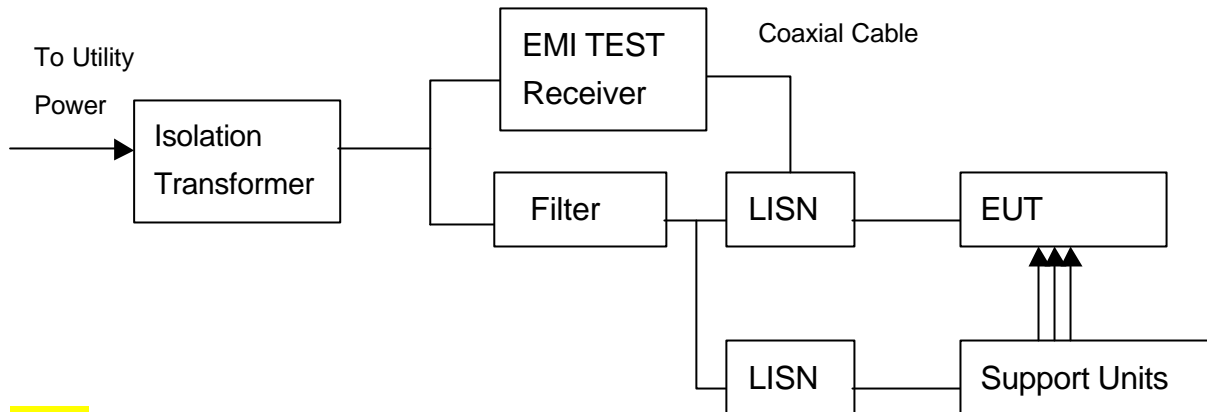 To Utility
Power
Isolation
Transformer
EMI TEST
Receiver
Coaxial Cable
Filter
LISN
EUT
LISN
Support Units